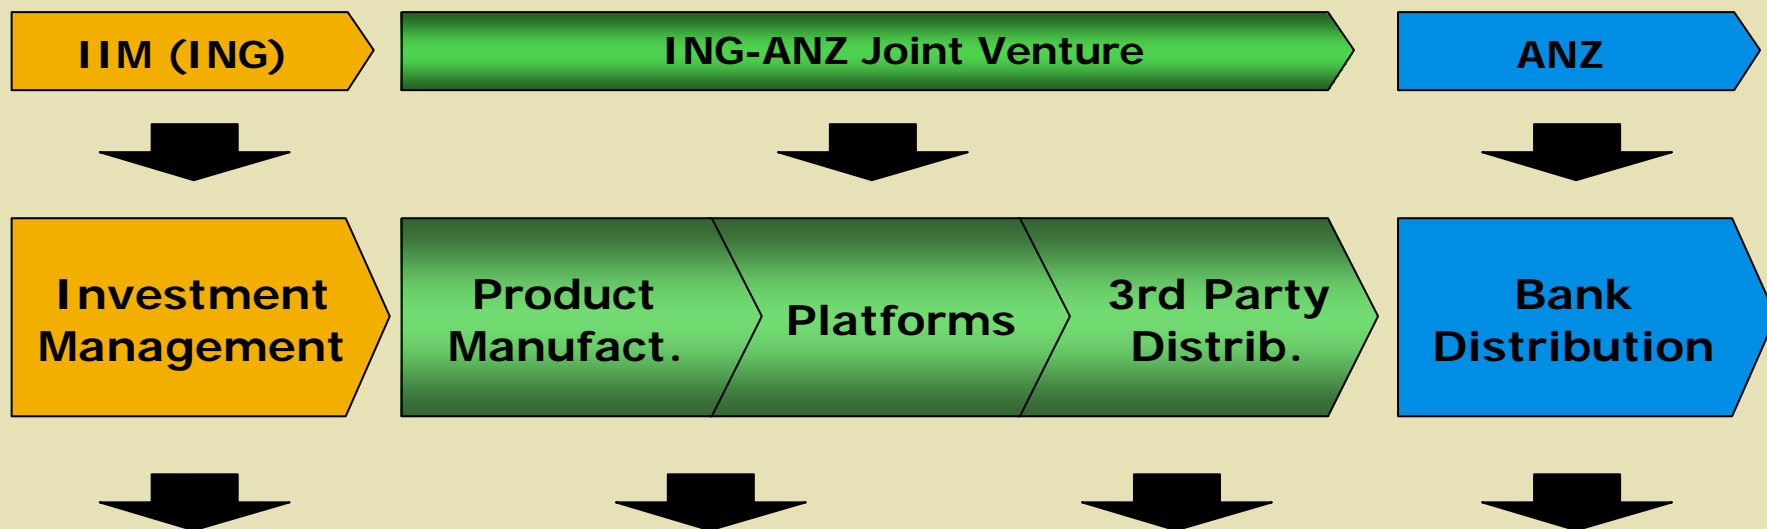 IIM (ING)
ING-ANZ Joint Venture
ANZ
Investment
Management
Product
Manufact.
Platforms
3rd Party
Distrib.
Bank
Distribution